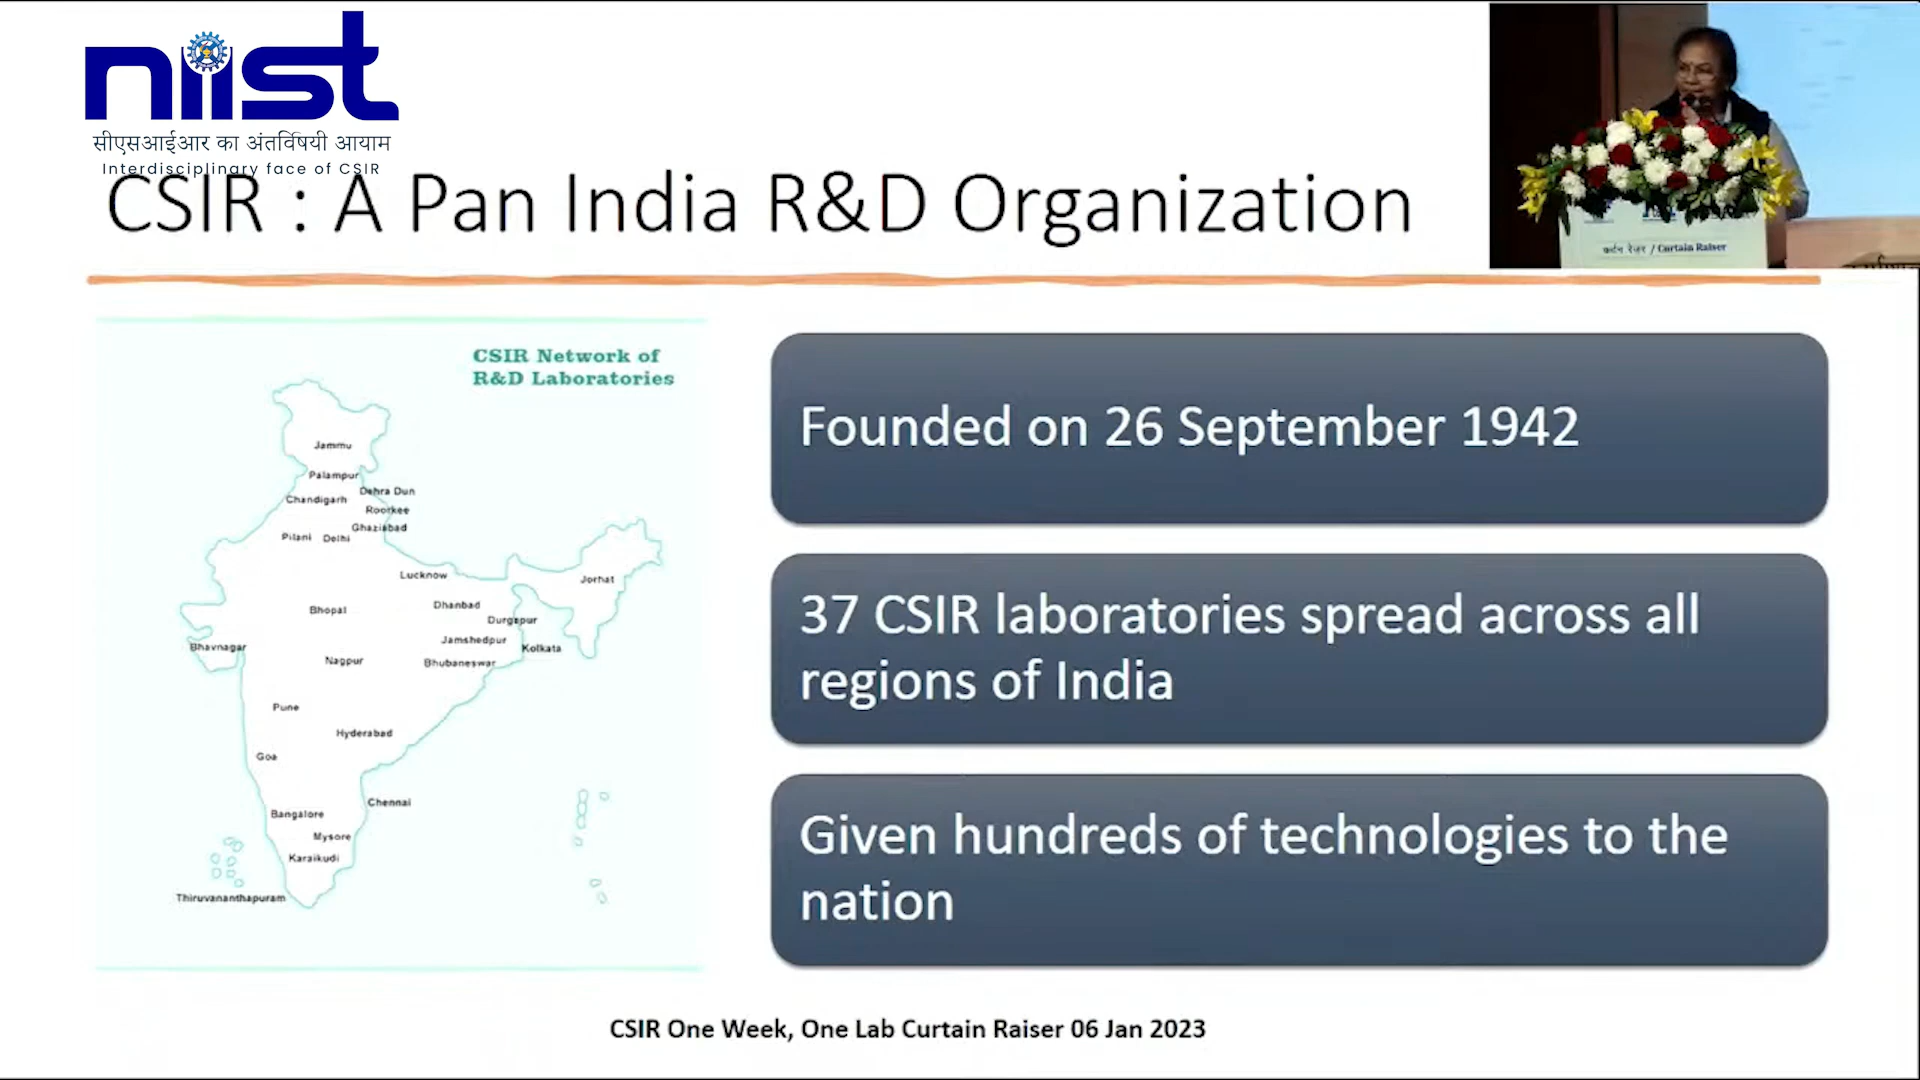 niist
सीएसआईआर का अंतर्विषयी आयाम
Interdisciplinary face of CSIR
CSIR : A Pan India R&D Organization
कर्टन रेज़र / Curtain Raiser
CSIR Network of
R&D Laboratories
Jammu
Palampur
Dehra Dun
Chandigarh
Roorkee
Ghaziabad
Pilani Delhi
Lucknow
Jorhat
Dhanbad
Bhopal
Durgapur
Jamshedpur
Bhavnagar
Kolkata
Nagpur
Bhubaneswar
Pune
Hyderabad
Goa
Chennai
Bangalore
Mysore
Karaikudi
Thiruvananthapuram
Founded on 26 September 1942
37 CSIR laboratories spread across all
regions of India
Given hundreds of technologies to the
nation
CSIR One Week, One Lab Curtain Raiser 06 Jan 2023